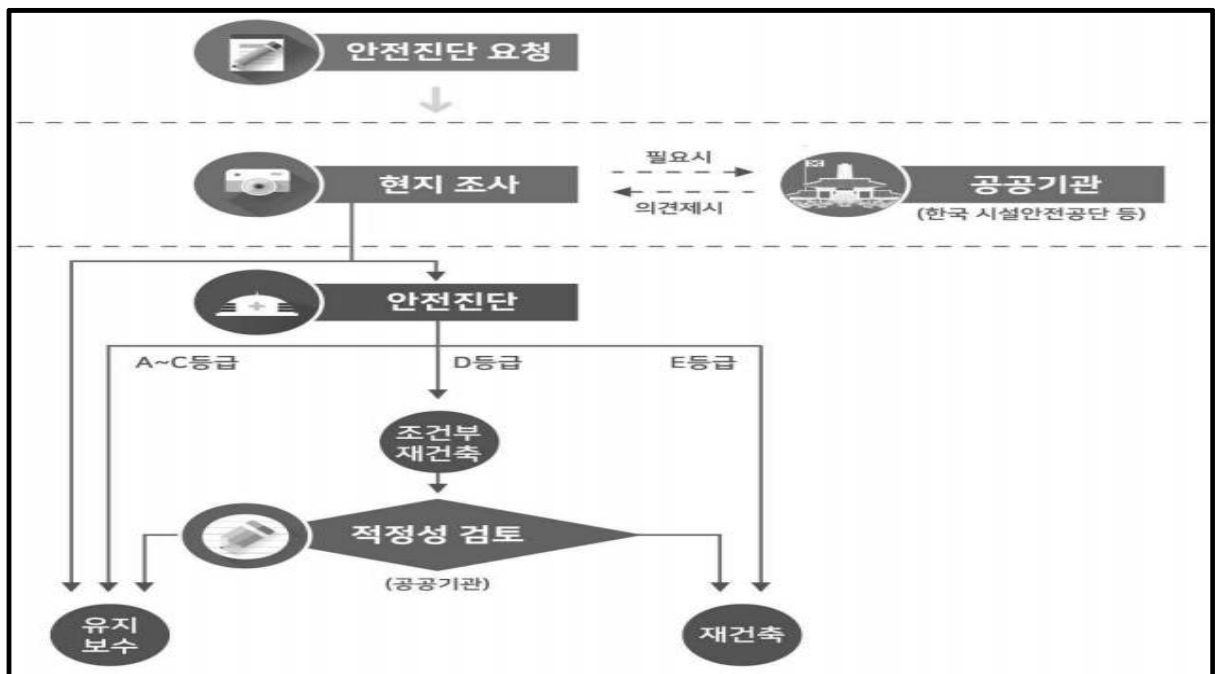 안전진단 요청
현지 조사
필요시
의견제시
공공기관
(한국 시설안전공단 등)
안전진단
A~C등급
D등급
E등급
조건부
재건축
적정성 검토
(공공기관)
유지
보수
재건축